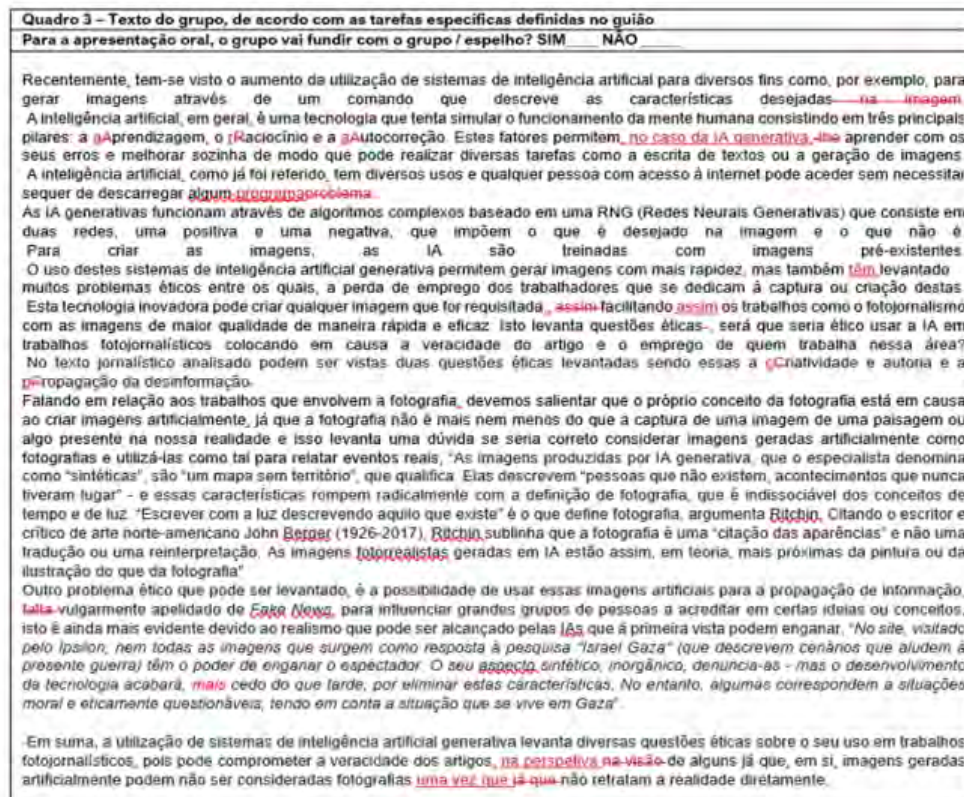 Quadro 3 – Texto do grupo, de acordo com as tarefas específicas definidas no guião
Para a apresentação oral, o grupo vai fundir com o grupo / espelho? SIM____ NÃO _____
Recentemente, tem-se visto o aumento da utilização de sistemas de inteligência artificial para diversos fins como, por exemplo, para
gerar imagens através de um comando que descreve as características desejadas na imagem.
A inteligência artificial, em geral, é uma tecnologia que tenta simular o funcionamento da mente humana consistindo em três principais
pilares: a aAprendizagem, o rRaciocínio e a aAutocorreção. Estes fatores permitem, no caso da IA generativa, -lhe aprender com os
seus erros e melhorar sozinha de modo que pode realizar diversas tarefas como a escrita de textos ou a geração de imagens.
A inteligência artificial, como já foi referido, tem diversos usos e qualquer pessoa com acesso à internet pode aceder sem necessitar
sequer de descarregar algum programaproblema.
As IA generativas funcionam através de algoritmos complexos baseado em uma RNG (Redes Neurais Generativas) que consiste em
duas redes, uma positiva e uma negativa, que impõem o que é desejado na imagem e o que não é.
Para criar as imagens, as IA são treinadas com imagens pré-existentes.
O uso destes sistemas de inteligência artificial generativa permitem gerar imagens com mais rapidez, mas também têm levantado
muitos problemas éticos entre os quais, a perda de emprego dos trabalhadores que se dedicam à captura ou criação destas.
Esta tecnologia inovadora pode criar qualquer imagem que for requisitada , assim facilitando assim os trabalhos como o fotojornalismo
com as imagens de maior qualidade de maneira rápida e eficaz. Isto levanta questões éticas-, será que seria ético usar a IA em
trabalhos fotojornalísticos colocando em causa a veracidade do artigo e o emprego de quem trabalha nessa área?
No texto jornalístico analisado podem ser vistas duas questões éticas levantadas sendo essas a cCriatividade e autoria e a
pPropagação da desinformação.
Falando em relação aos trabalhos que envolvem a fotografia, devemos salientar que o próprio conceito da fotografia está em causa
ao criar imagens artificialmente, já que a fotografia não é mais nem menos do que a captura de uma imagem de uma paisagem ou
algo presente na nossa realidade e isso levanta uma dúvida se seria correto considerar imagens geradas artificialmente como
fotografias e utilizá-las como tal para relatar eventos reais, "As imagens produzidas por IA generativa, que o especialista denomina
como "sintéticas", são "um mapa sem território", que qualifica. Elas descrevem "pessoas que não existem, acontecimentos que nunca
tiveram lugar" - e essas características rompem radicalmente com a definição de fotografia, que é indissociável dos conceitos de
tempo e de luz. "Escrever com a luz descrevendo aquilo que existe" é o que define fotografia, argumenta Ritchin. Citando o escritor e
crítico de arte norte-americano John Berger (1926-2017), Ritchin sublinha que a fotografia é uma "citação das aparências" e não uma
tradução ou uma reinterpretação. As imagens fotorrealistas geradas em IA estão assim, em teoria, mais próximas da pintura ou da
ilustração do que da fotografia"
Outro problema ético que pode ser levantado, é a possibilidade de usar essas imagens artificiais para a propagação de informação,
falta vulgarmente apelidado de Fake News, para influenciar grandes grupos de pessoas a acreditar em certas ideias ou conceitos,
isto é ainda mais evidente devido ao realismo que pode ser alcançado pelas IAs que á primeira vista podem enganar, "No site, visitado
pelo Ípsilon, nem todas as imagens que surgem como resposta à pesquisa "Israel Gaza" (que descrevem cenários que aludem à
presente guerra) têm o poder de enganar o espectador. O seu aspecto sintético, inorgânico, denuncia-as - mas o desenvolvimento
da tecnologia acabará, mais cedo do que tarde, por eliminar estas características. No entanto, algumas correspondem a situações
moral e eticamente questionáveis, tendo em conta a situação que se vive em Gaza"
Em suma, a utilização de sistemas de inteligência artificial generativa levanta diversas questões éticas sobre o seu uso em trabalhos
fotojornalísticos, pois pode comprometer a veracidade dos artigos, na perspetiva na visão de alguns já que, em si, imagens geradas
artificialmente podem não ser consideradas fotografias uma vez que já que não retratam a realidade diretamente.